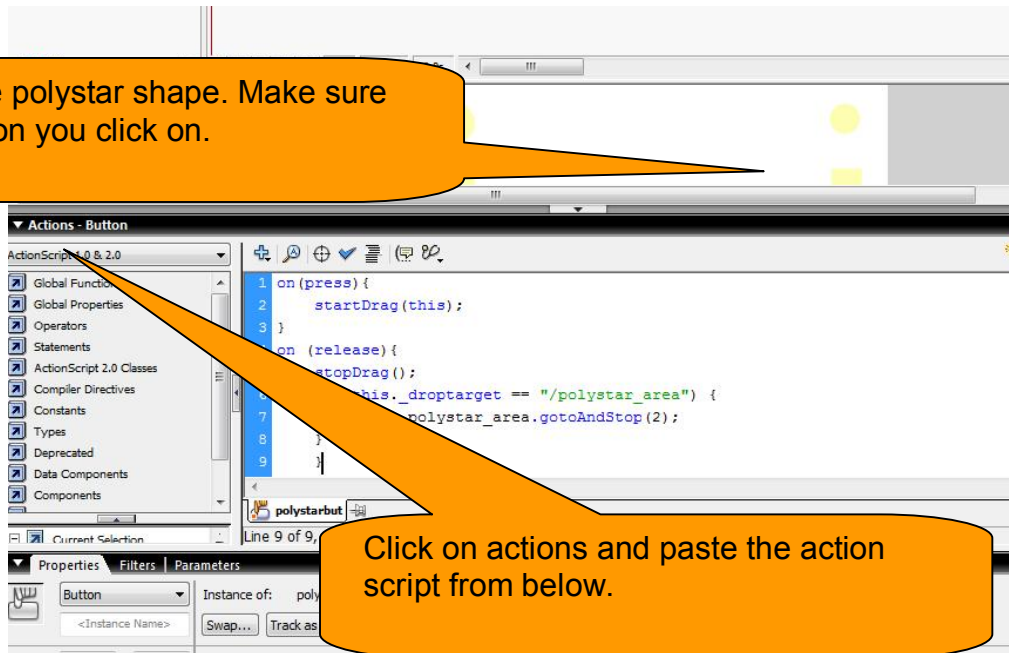 polystar shape. Make sure
on you click on.
Actions - Button
ActionScript 1.0 & 2.0
Global Function
Global Properties
Operators
Statements
ActionScript 2.0 Classes
Compiler Directives
Constants
Types
Deprecated
Data Components
Components
Current Selection
1 on(press){
2 startDrag(this);
3 }
on (release){
stopDrag();
his._droptarget == "/polystar_area") {
7 polystar_area.gotoAndStop(2);
8 }
9 }
polystarbut
Line 9 of 9,
Click on actions and paste the action
script from below.
Properties Filters Parameters
Button
Instance of: poly
<Instance Name>
Swap... Track as